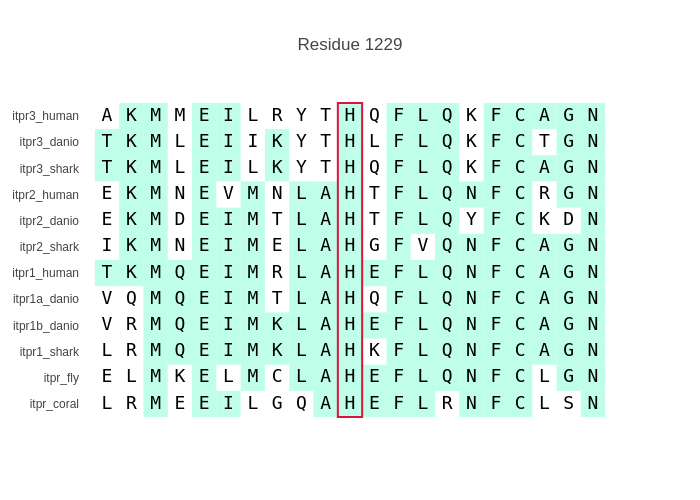 Residue 1229
itpr3_human A K M M E I L R Y T H Q F L Q K F C A G N
itpr3_danio T K M L E I I K Y T H L F L Q K F C T G N
itpr3_shark T K M L E I L K Y T H Q F L Q K F C A G N
itpr2_human E K M N E V M N L A H T F L Q N F C R G N
itpr2_danio E K M D E I M T L A H T F L Q Y F C K D N
itpr2_shark I K M N E I M E L A H G F V Q N F C A G N
itpr1_human T K M Q E I M R L A H E F L Q N F C A G N
itpr1a_danio V Q M Q E I M T L A H Q F L Q N F C A G N
itpr1b_danio V R M Q E I M K L A H E F L Q N F C A G N
itpr1_shark L R M Q E I M K L A H K F L Q N F C A G N
itpr_fly E L M K E L M C L A H E F L Q N F C L G N
itpr_coral L R M E E I L G Q A H E F L R N F C L S N